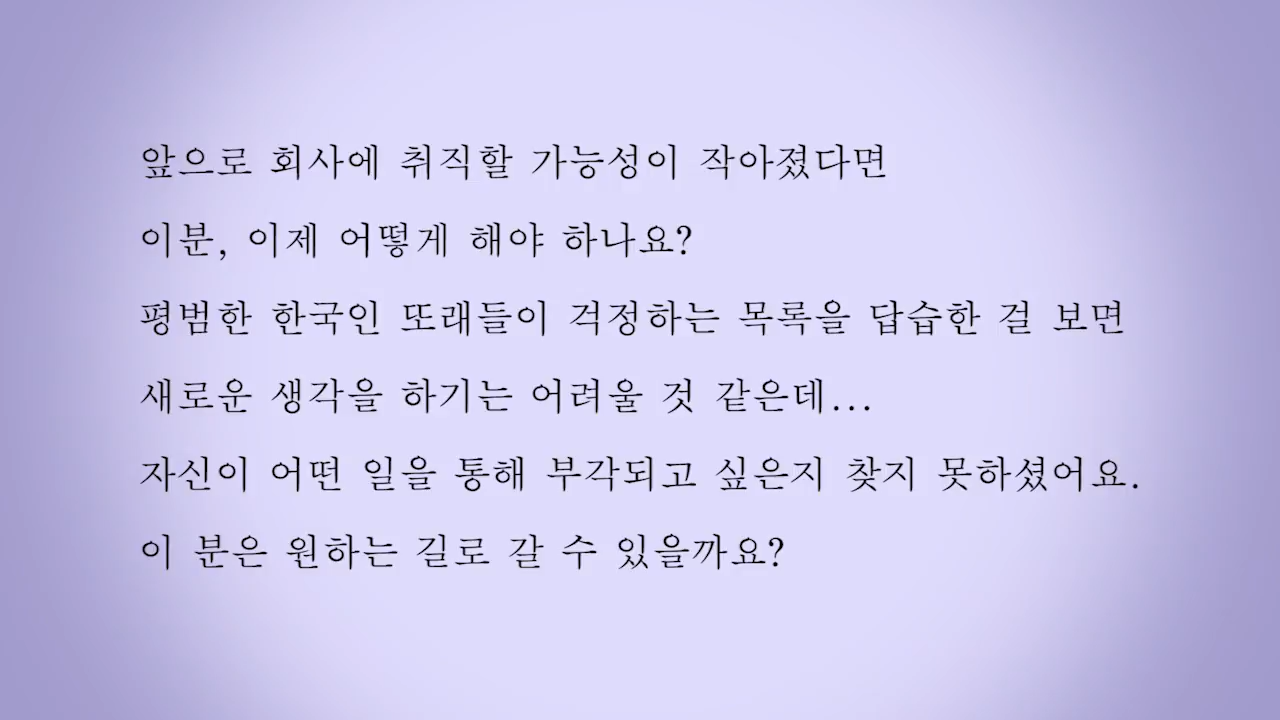 앞으로 회사에 취직할 가능성이 작아졌다면
이분, 이제 어떻게 해야 하나요?
평범한 한국인 또래들이 걱정하는 목록을 답습한 걸 보면
새로운 생각을 하기는 어려울 것 같은데...
자신이 어떤 일을 통해 부각되고 싶은지 찾지 못하셨어요.
이 분은 원하는 길로 갈 수 있을까요?